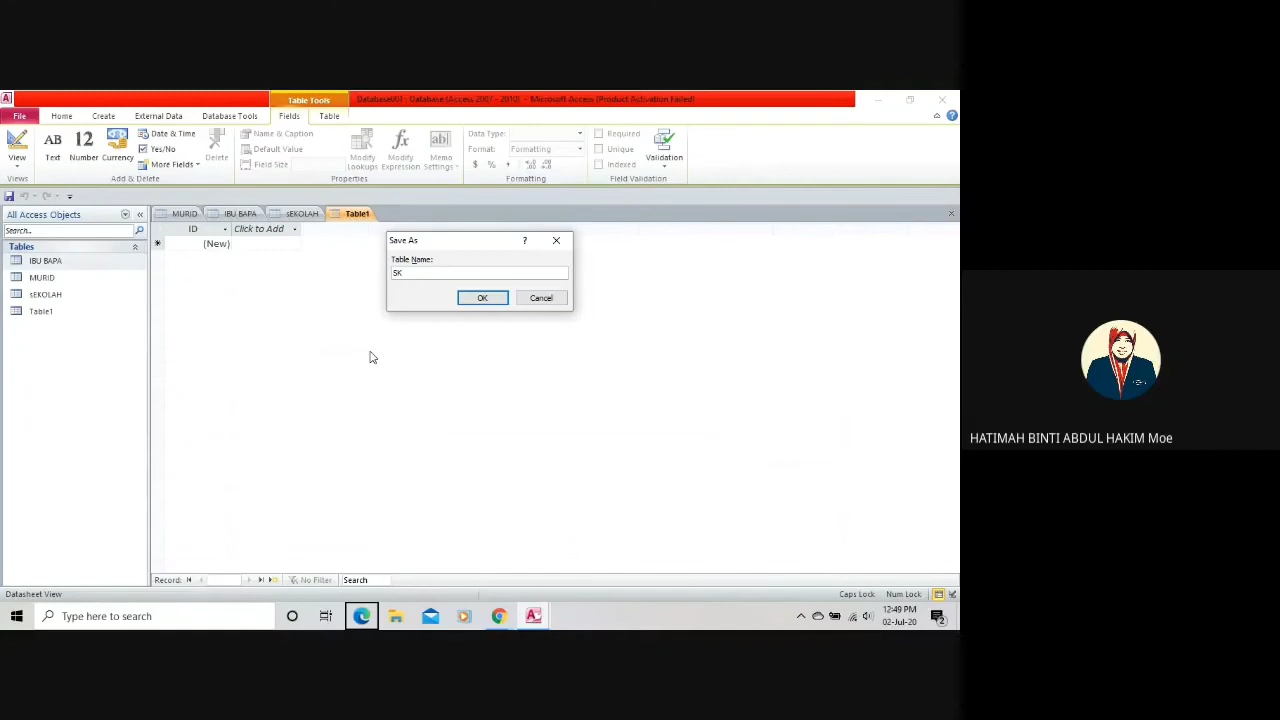 Table Tools
Database001 : Database (Access 2007 - 2010) - Microsoft Access (Product Activation Failed)
File Home Create External Data Database Tools Fields Table
View
Views
AB Text
12 Number
Currency
Date & Time
Yes/No
More Fields
Delete
Add & Delete
Name & Caption
Default Value
Field Size
Modify Lookups
fx Modify Expression
ab Memo Settings
Properties
Data Type:
Format: Formatting
$ % ,
Formatting
Required
Unique
Indexed
Validation
Field Validation
All Access Objects
Search..
Tables
IBU BAPA
MURID
sEKOLAH
Table1
MURID IBU BAPA sEKOLAH Table1
ID Click to Add
(New)
Save As
Table Name:
SK
OK Cancel
Record: No Filter Search
Datasheet View
Caps Lock Num Lock
Type here to search
12:49 PM
02-Jul-20
2
HATIMAH BINTI ABDUL HAKIM Moe